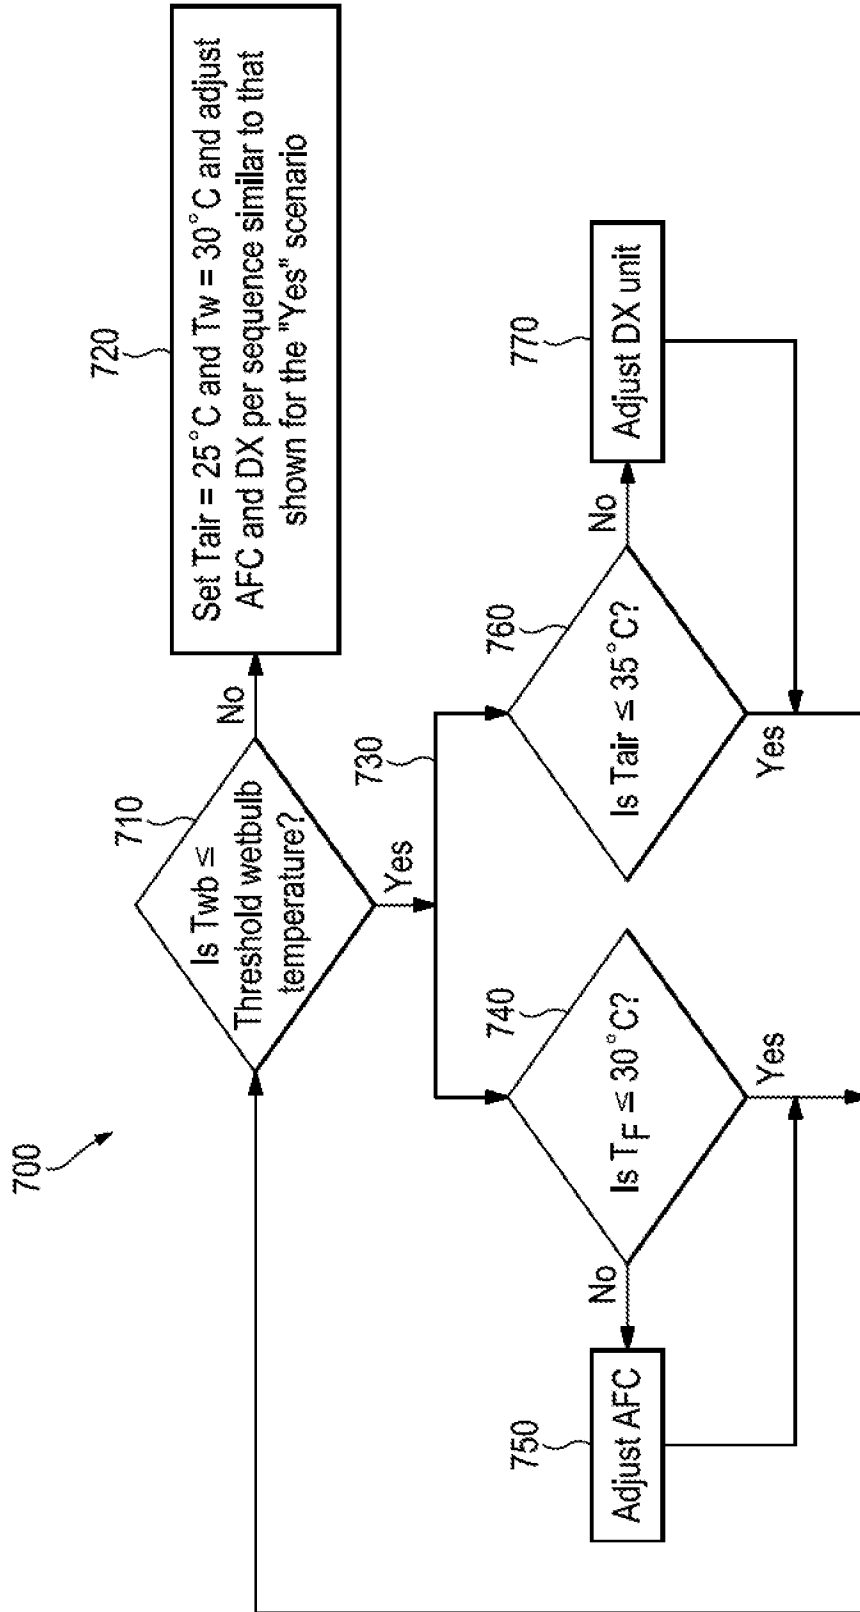 700
710
Is Twb ≤
Threshold wetbulb
temperature?
No
Yes
720
Set Tair = 25°C and Tw = 30°C and adjust
AFC and DX per sequence similar to that
shown for the "Yes" scenario
730
740
Is TF ≤ 30°C?
No
Yes
750
Adjust AFC
760
Is Tair ≤ 35°C?
No
Yes
770
Adjust DX unit